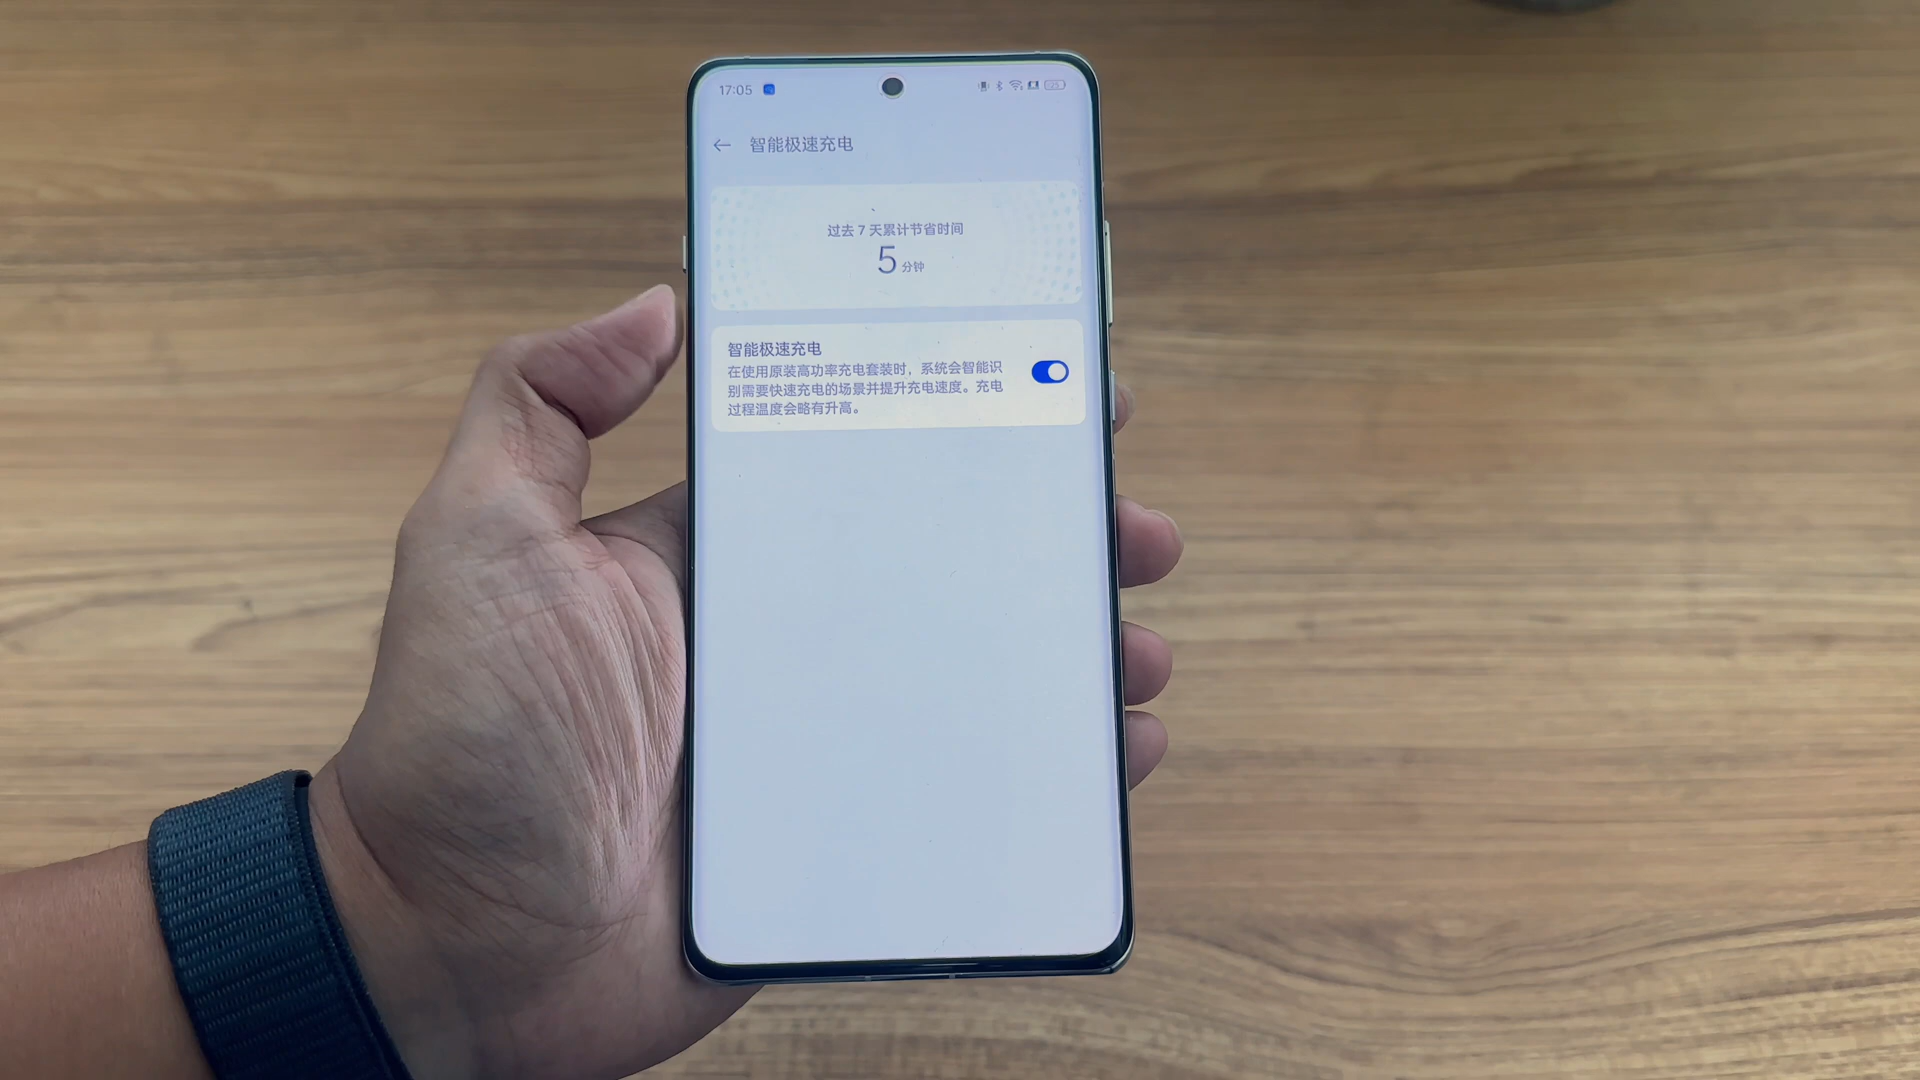 17:05
智能极速充电
过去 7 天累计节省时间
5 分钟
智能极速充电
在使用原装高功率充电套装时，系统会智能识
别需要快速充电的场景并提升充电速度。充电
过程温度会略有升高。